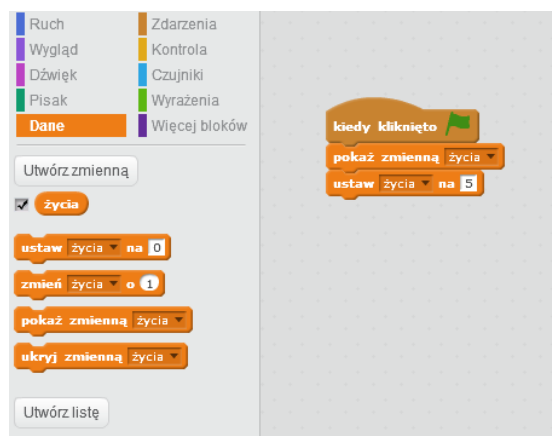 Ruch
Zdarzenia
Wygląd
Kontrola
Dźwięk
Czujniki
Pisak
Wyrażenia
Dane
Więcej bloków
Utwórz zmienną
życia
ustaw życia na 0
zmień życia o 1
pokaż zmienną życia
ukryj zmienną życia
Utwórz listę
kiedy kliknięto
pokaż zmienną życia
ustaw życia na 5